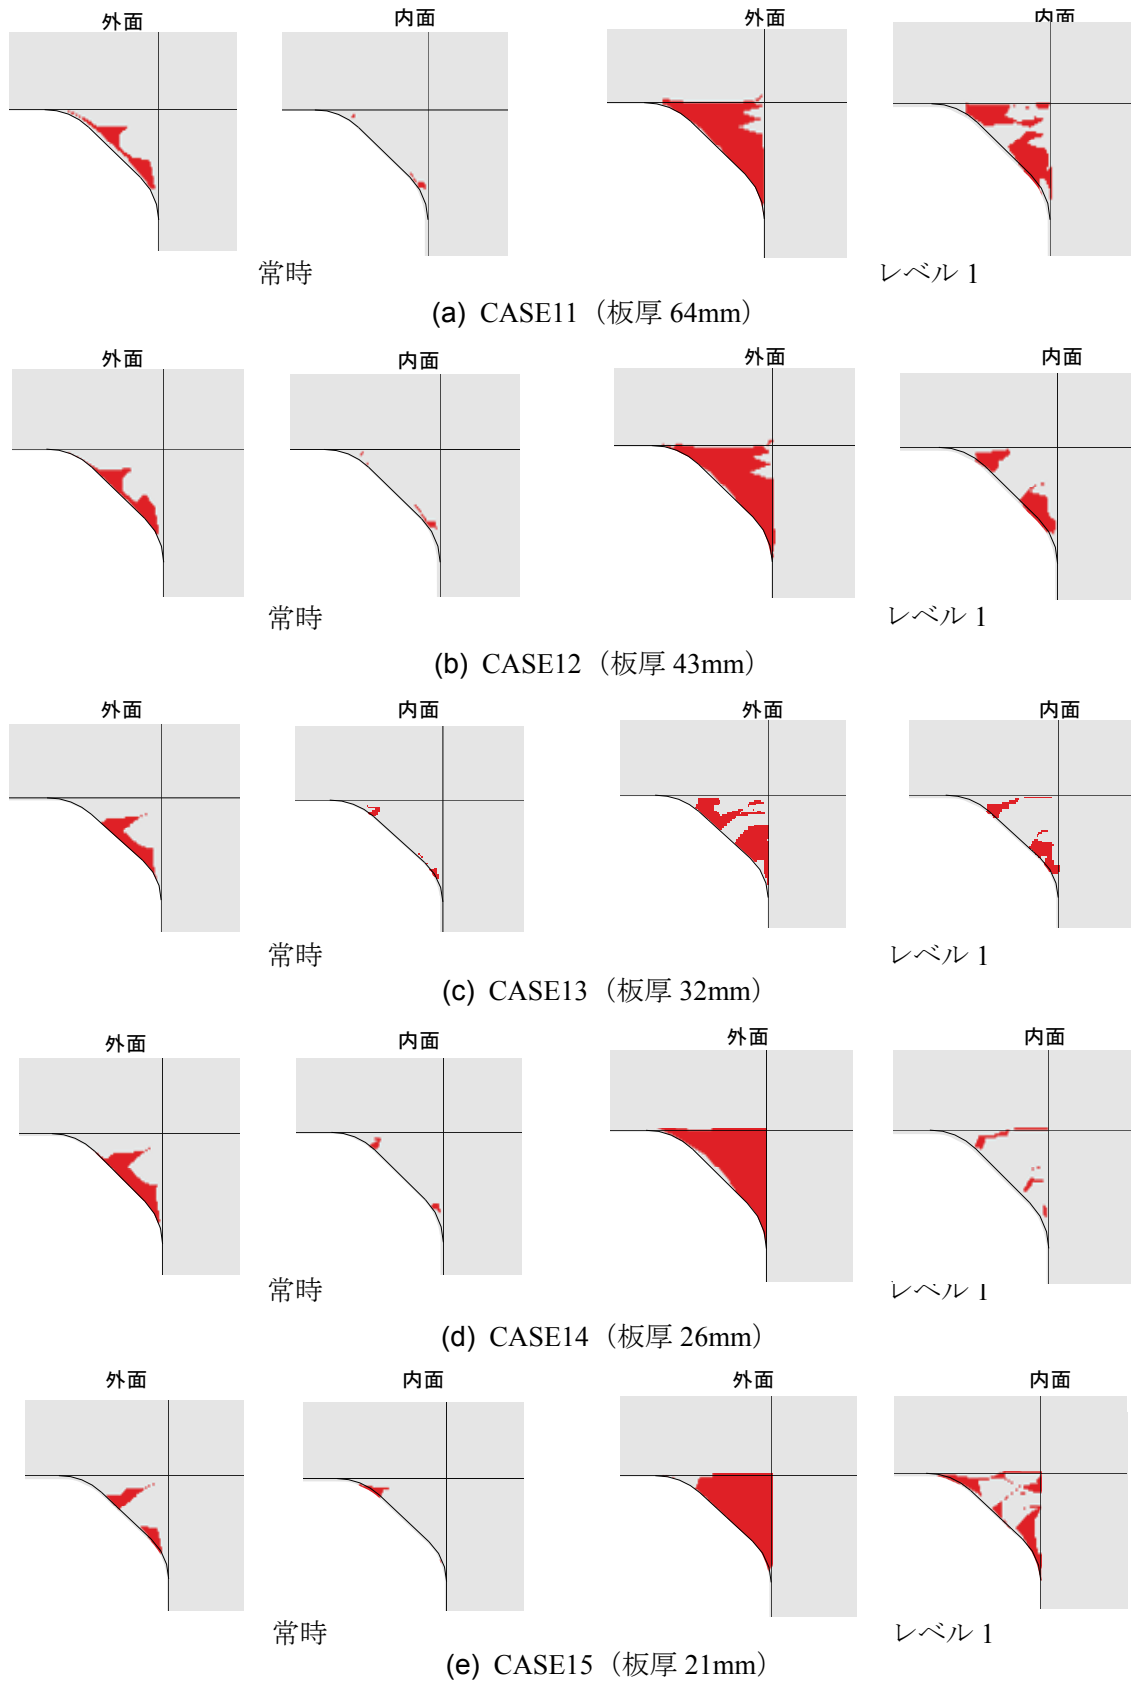 外面 内面 外面 内面
常時 レベル 1
(a) CASE11（板厚 64mm）
外面 内面 外面 内面
常時 レベル 1
(b) CASE12（板厚 43mm）
外面 内面 外面 内面
常時 レベル 1
(c) CASE13（板厚 32mm）
外面 内面 外面 内面
常時 レベル 1
(d) CASE14（板厚 26mm）
外面 内面 外面 内面
常時 レベル 1
(e) CASE15（板厚 21mm）